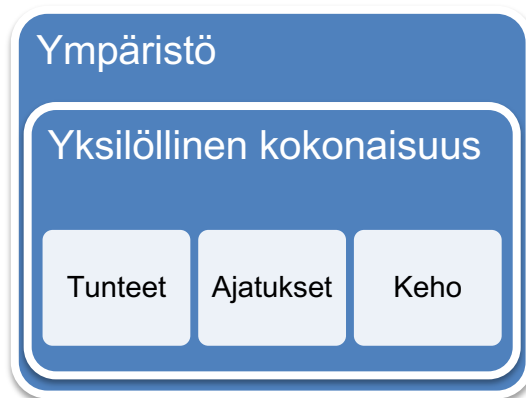 Ympäristö
Yksilöllinen kokonaisuus
Tunteet
Ajatukset
Keho